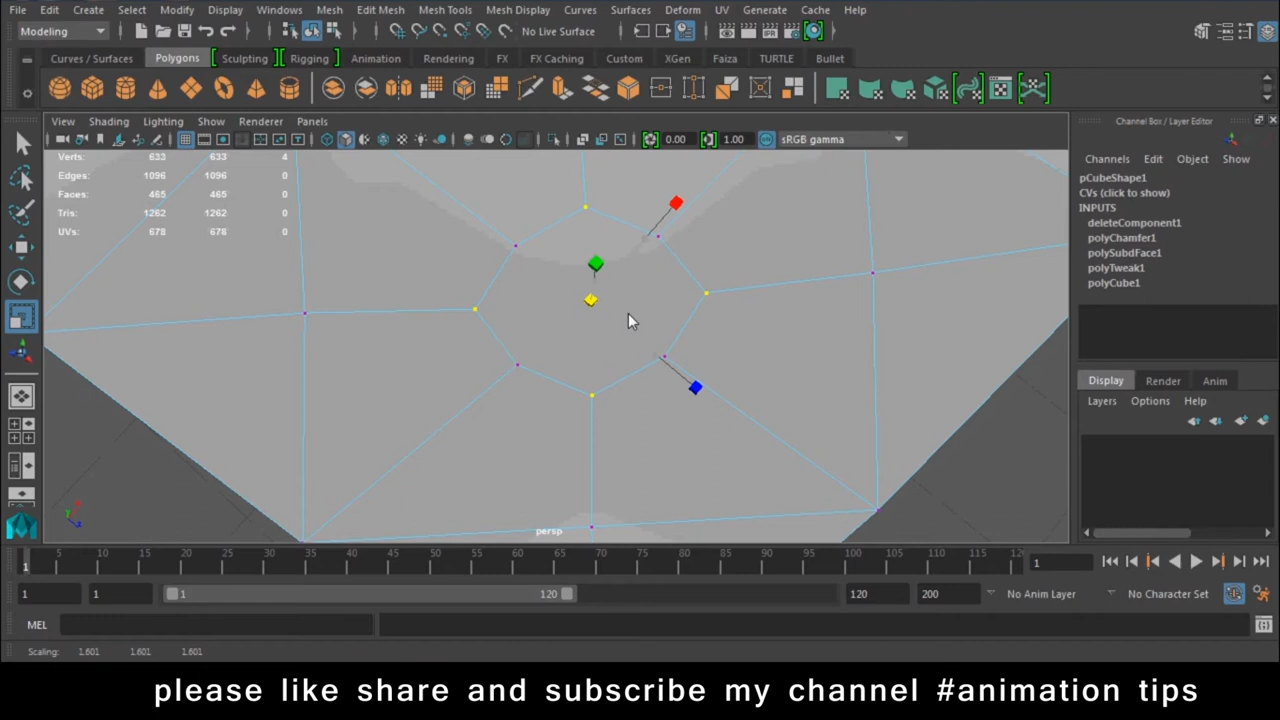 File Edit Create Select Modify Display Windows Mesh Edit Mesh Mesh Tools Mesh Display Curves Surfaces Deform UV Generate Cache Help
Modeling No Live Surface
Curves / Surfaces Polygons Sculpting Rigging Animation Rendering FX FX Caching Custom XGen Faiza TURTLE Bullet
View Shading Lighting Show Renderer Panels
0.00 1.00 sRGB gamma
Verts: 633 633 4
Edges: 1096 1096 0
Faces: 465 465 0
Tris: 1262 1262 0
UVs: 678 678 0
persp
Channel Box / Layer Editor
Channels Edit Object Show
pCubeShape1
CVs (click to show)
INPUTS
deleteComponent1
polyChamfer1
polySubdFace1
polyTweak1
polyCube1
Display Render Anim
Layers Options Help
5 10 15 20 25 30 35 40 45 50 55 60 65 70 75 80 85 90 95 100 105 110 115 12
1 1
1 1 1 120 120 200 No Anim Layer No Character Set
MEL
Scaling: 1.601 1.601 1.601
please like share and subscribe my channel #animation tips